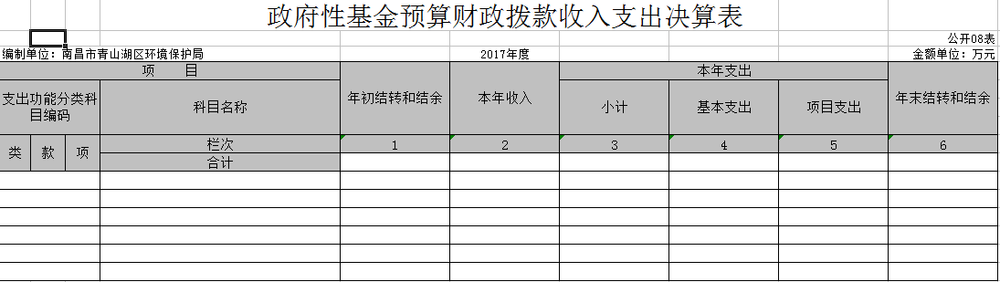 政府性基金预算财政拨款收入支出决算表
公开08表
编制单位：南昌市青山湖区环境保护局 2017年度 金额单位：万元
项 目 年初结转和结余 本年收入 本年支出 年末结转和结余
支出功能分类科目编码 科目名称 小计 基本支出 项目支出
类 款 项 栏次 1 2 3 4 5 6
合计